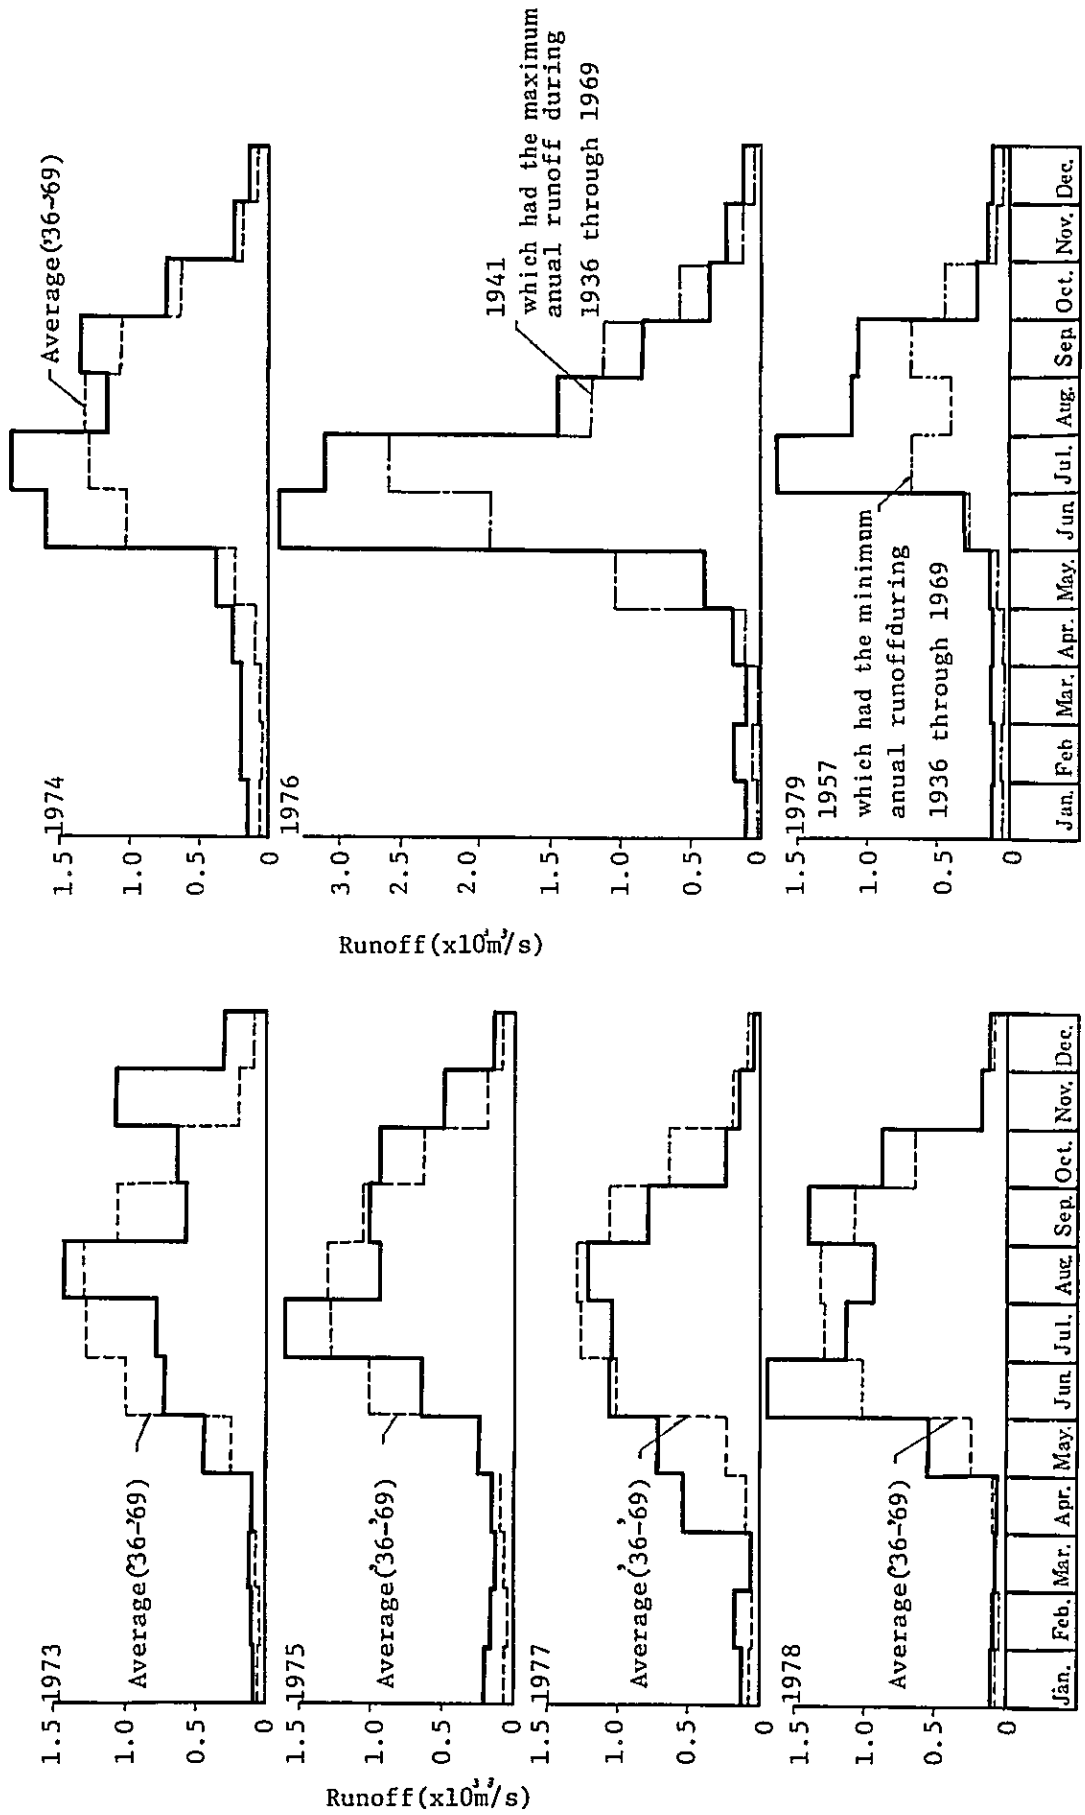 Runoff(x10³m³/s)
1973
1.5
1.0
0.5
0
Average('36-'69)
1975
1.5
1.0
0.5
0
Average('36-'69)
1977
1.5
1.0
0.5
0
Average('36-'69)
1978
1.5
1.0
0.5
0
Average('36-'69)
Jan. Feb. Mar. Apr. May. Jun. Jul. Aug. Sep. Oct. Nov. Dec.
Runoff(x10³m³/s)
1974
1.5
1.0
0.5
0
Average('36-'69)
1976
3.0
2.5
2.0
1.5
1.0
0.5
0
1941
which had the maximum
anual runoff during
1936 through 1969
1979
1957
1.5
1.0
0.5
0
which had the minimum
anual runoffduring
1936 through 1969
Jan. Feb Mar. Apr. May. Jun Jul. Aug. Sep Oct. Nov. Dec.